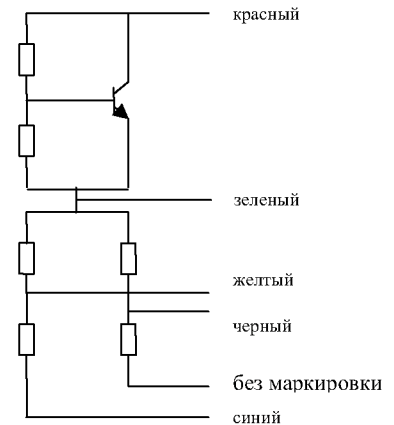 красный
зеленый
желтый
черный
без маркировки
синий